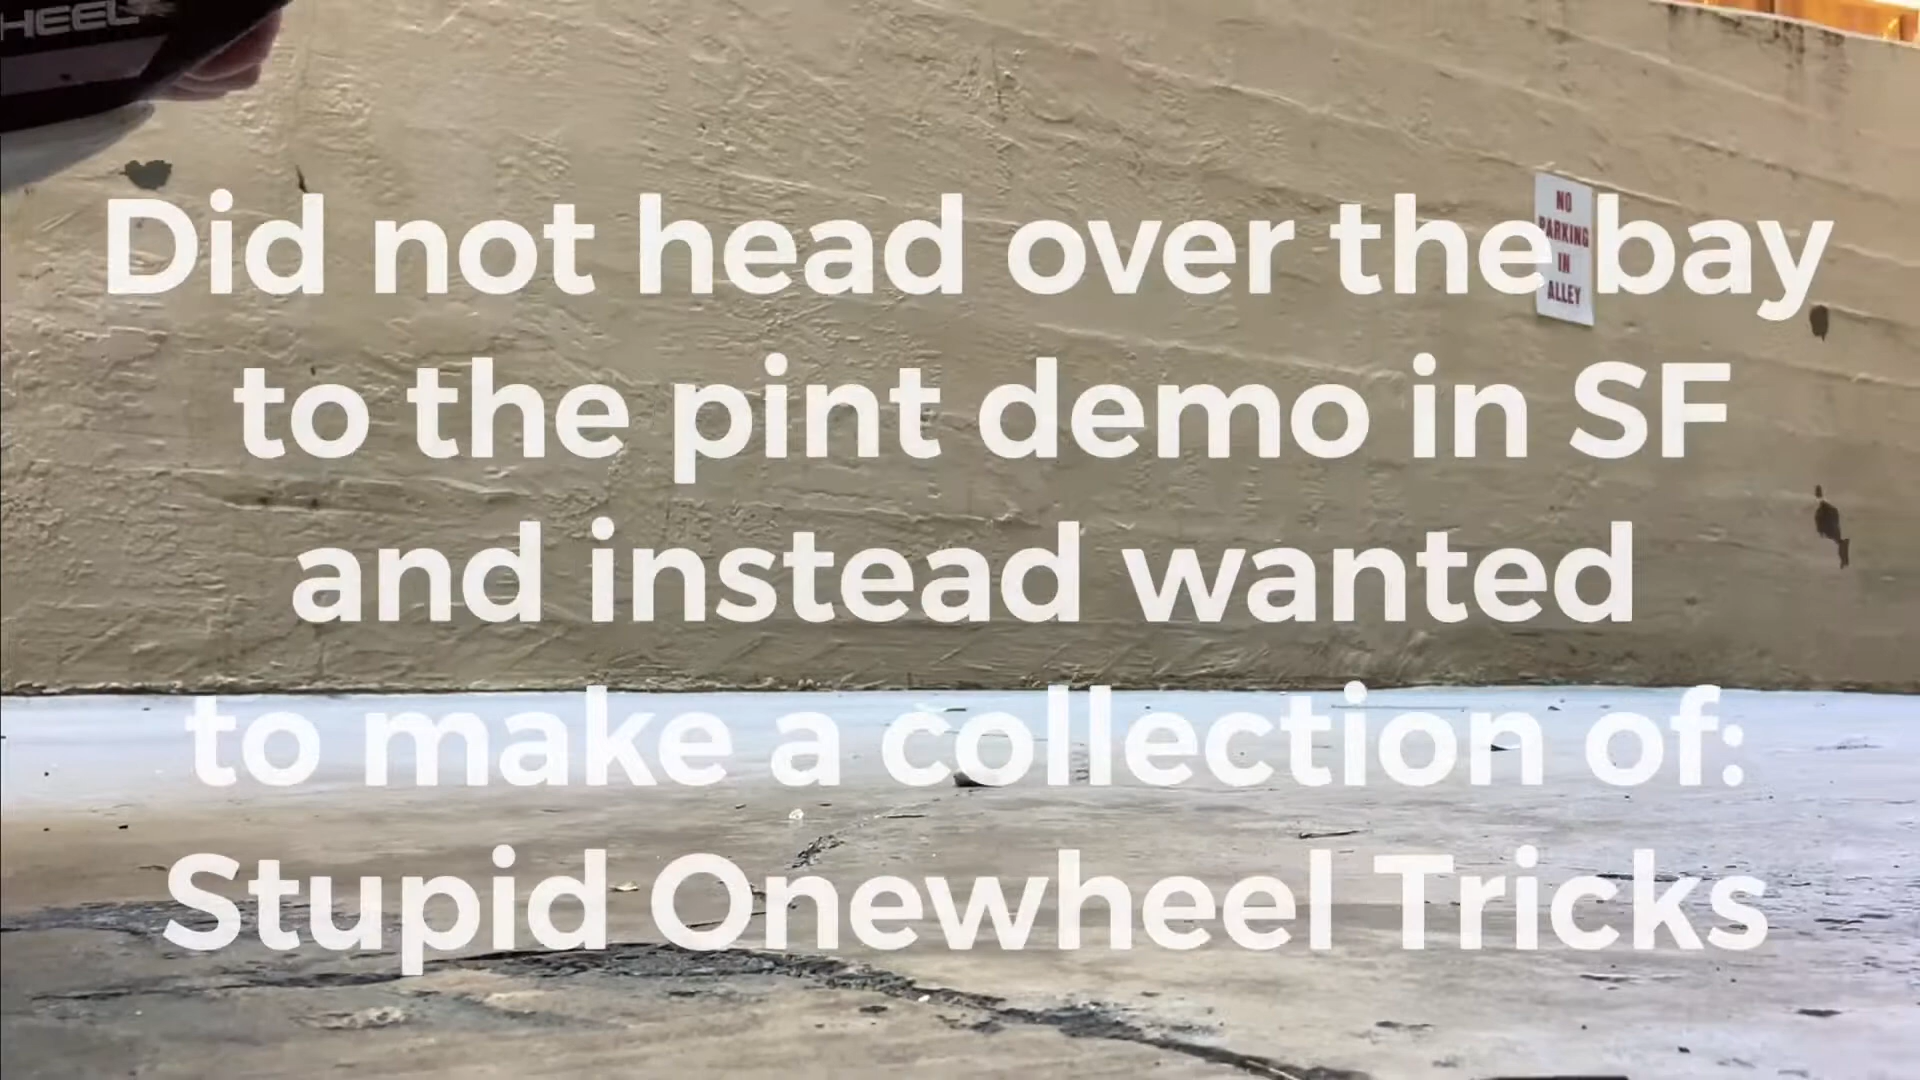 HEEL
NO
PARKING
IN
ALLEY
Did not head over the bay
to the pint demo in SF
and instead wanted
to make a collection of:
Stupid Onewheel Tricks